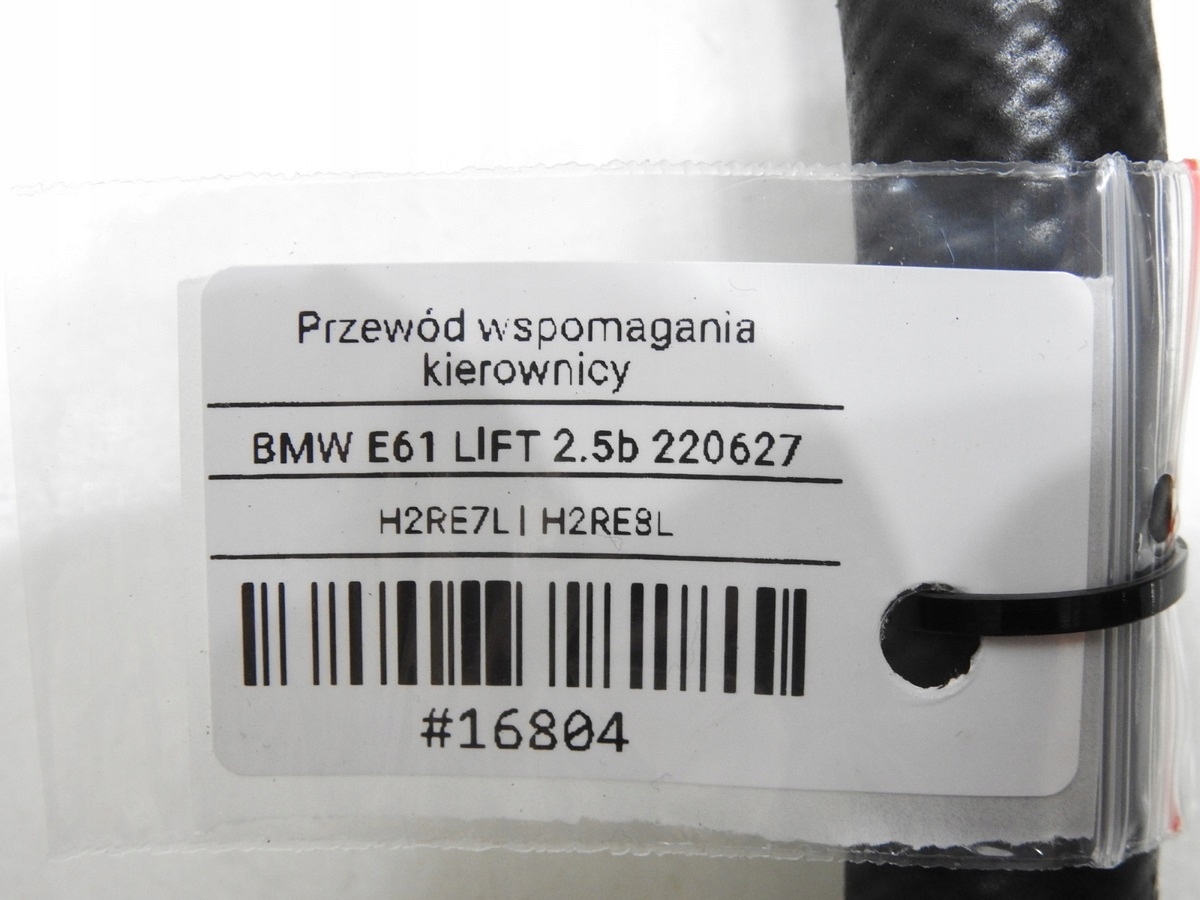 Przewód wspomagania
kierownicy
BMW E61 LIFT 2.5b 220627
H2RE7L | H2RE8L
#16804